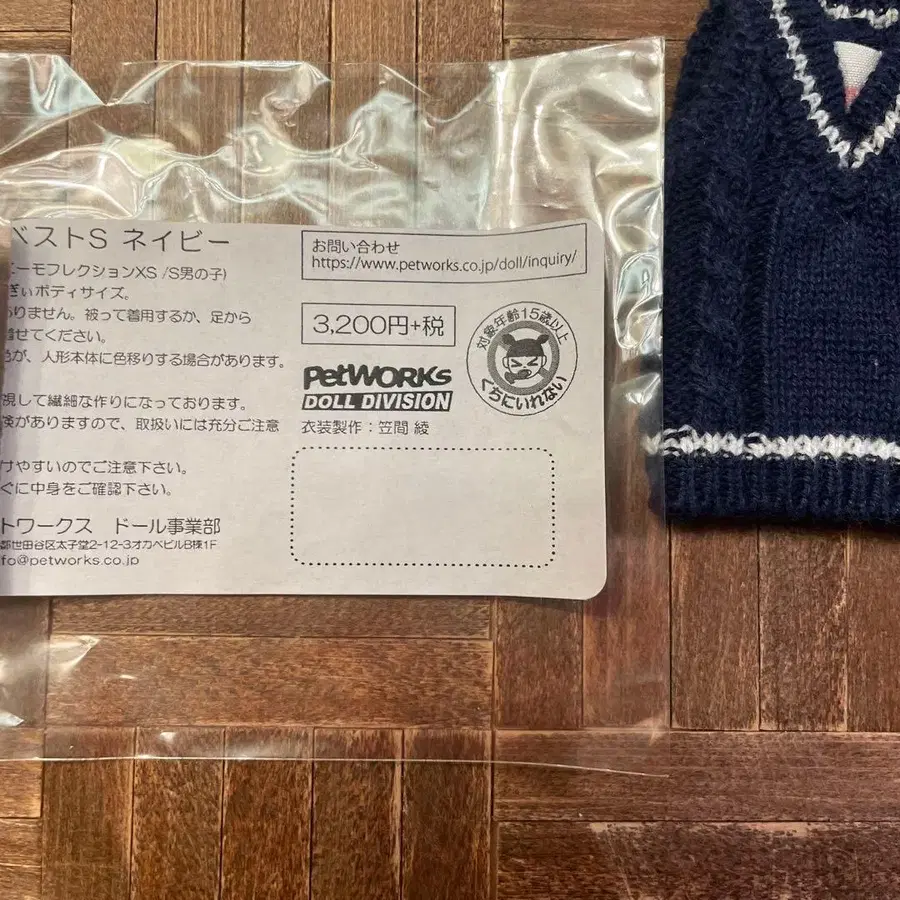 ベストS ネイビー
ーモフレクションXS /S男の子)
ぎぃボディサイズ。
ありません。被って着用するか、足から
着せてください。
色が、人形本体に色移りする場合があります。
視して繊細な作りになっております。
険がありますので、取扱いには充分ご注意
けやすいのでご注意下さい。
ぐに中身をご確認下さい。
トワークス ドール事業部
都世田谷区太子堂2-12-3オカベビルB棟1F
fo@petworks.co.jp
お問い合わせ
https://www.petworks.co.jp/doll/inquiry/
3,200円+税
対象年齢15歳以上
くちにいれない
PetWORKs
DOLL DIVISION
衣装製作：笠間 綾